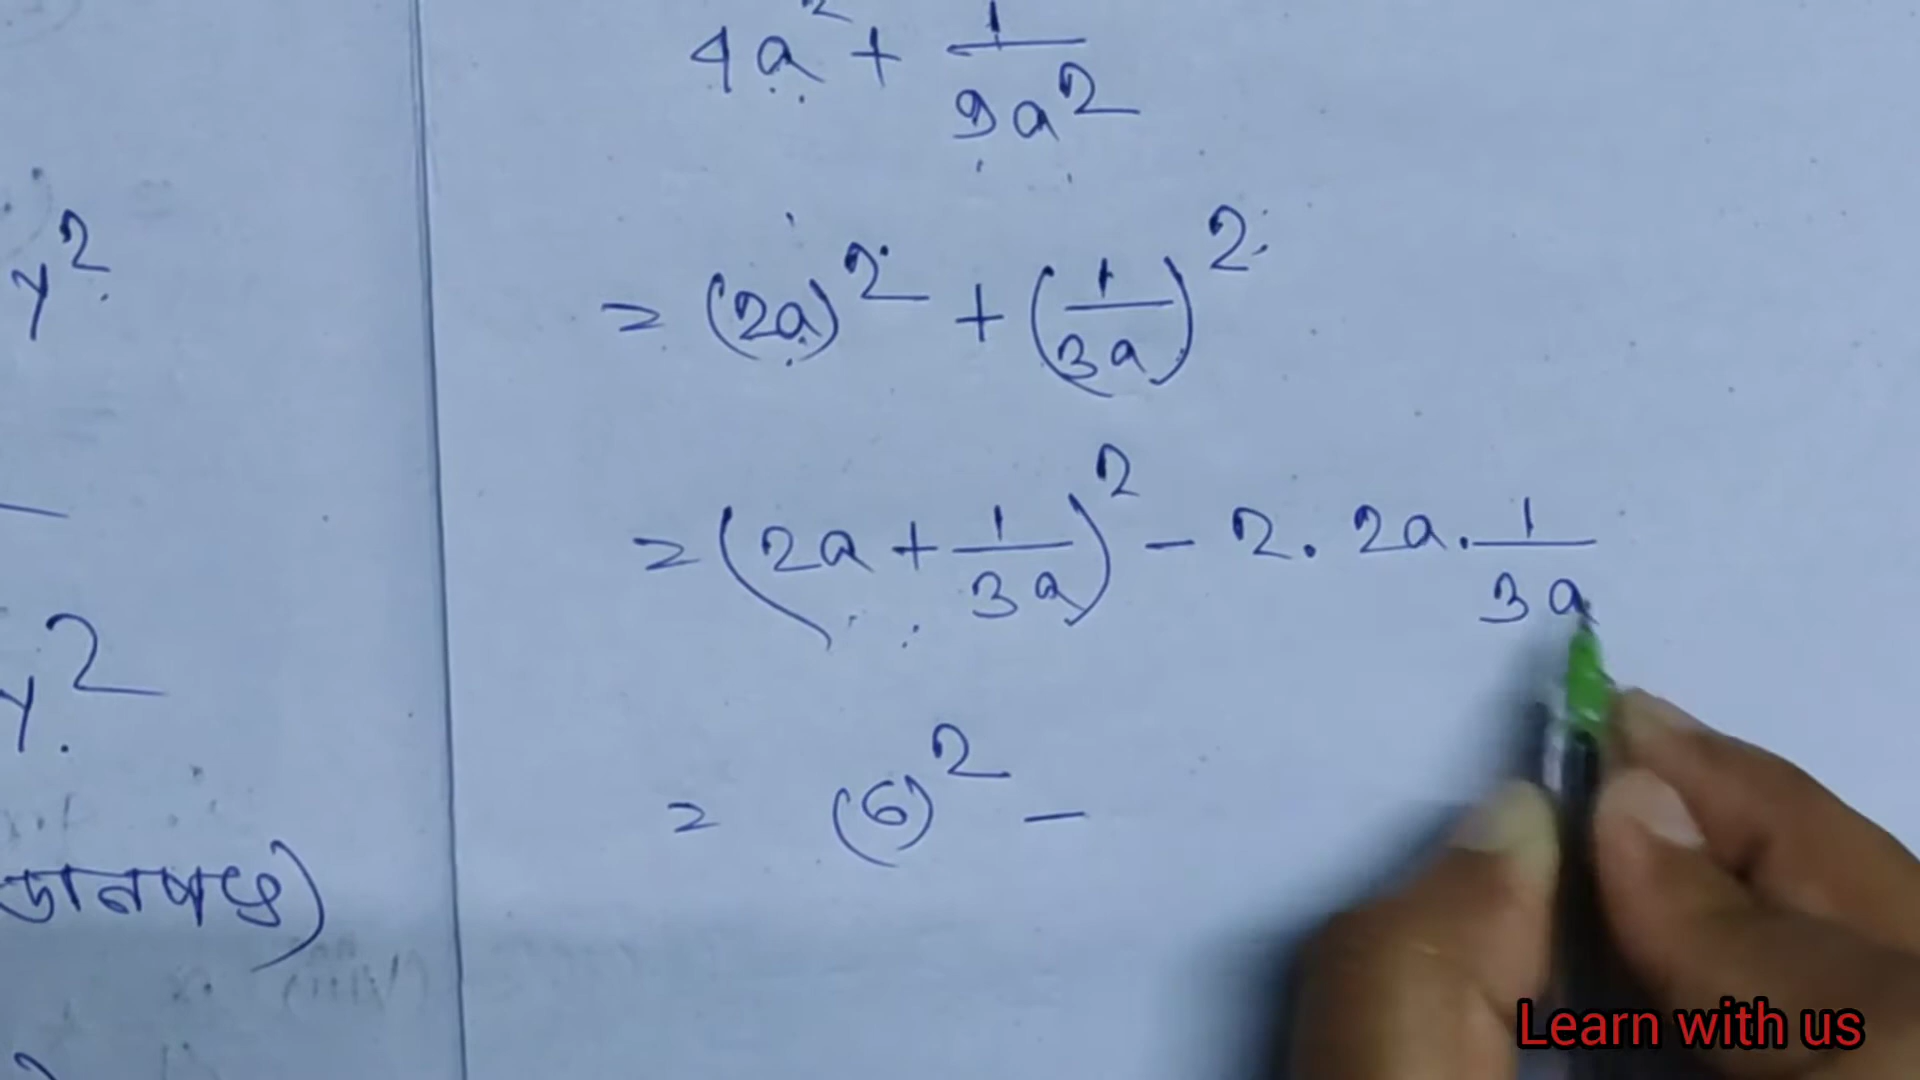 4a² + 1/9a²
y²
= (2a)² + (1/3a)²
= (2a + 1/3a)² - 2 . 2a . 1/3a
y².
= (6)² -
ডানপক্ষ)
Learn with us